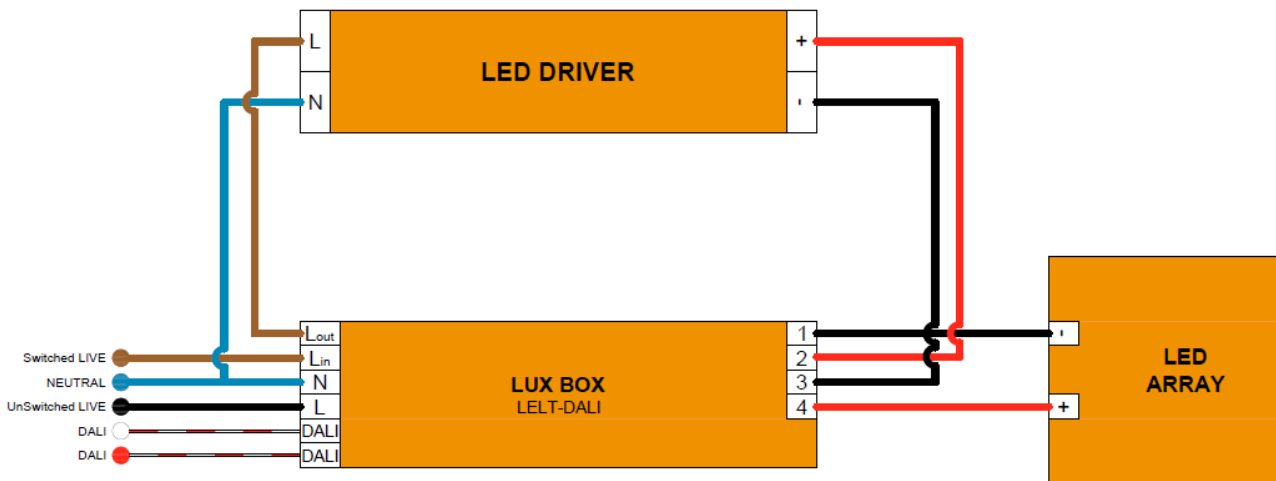 L
N
LED DRIVER
+
-
Lout
Lin
N
L
DALI
DALI
Switched LIVE
NEUTRAL
UnSwitched LIVE
DALI
DALI
LUX BOX
LELT-DALI
1
2
3
4
-
+
LED
ARRAY